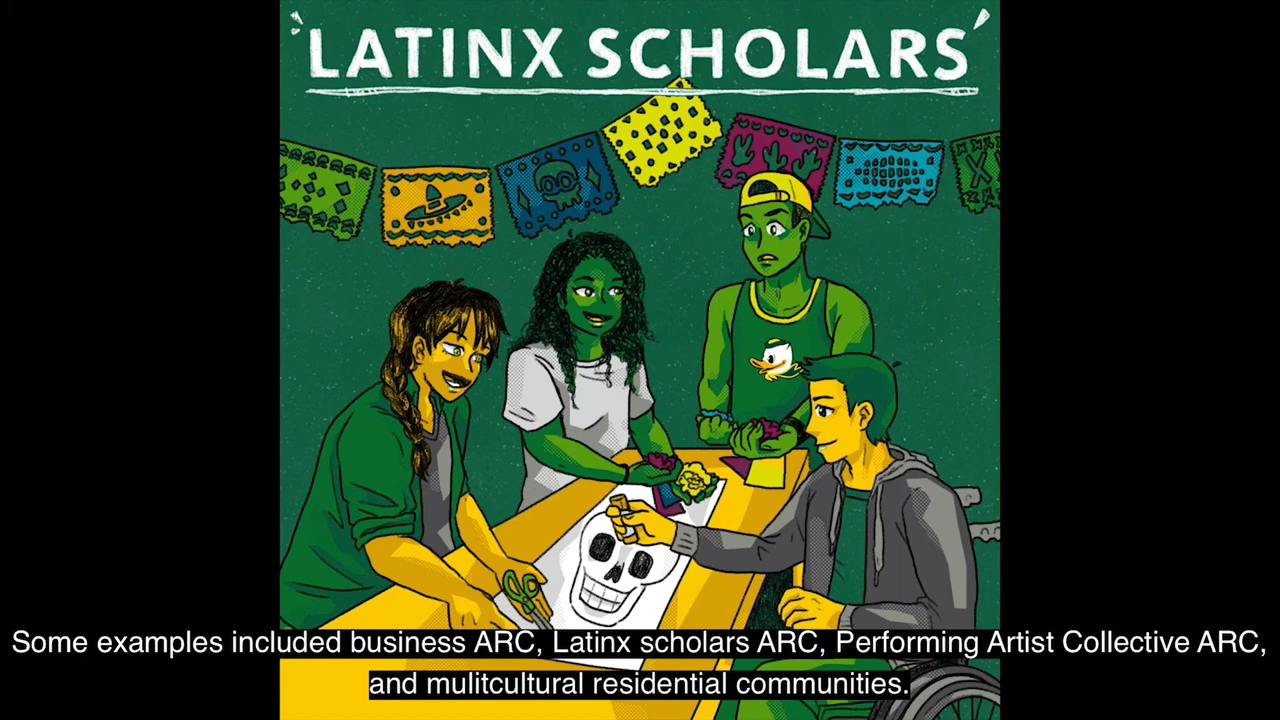 LATINX SCHOLARS
Some examples included business ARC, Latinx scholars ARC, Performing Artist Collective ARC,
and mulitcultural residential communities.